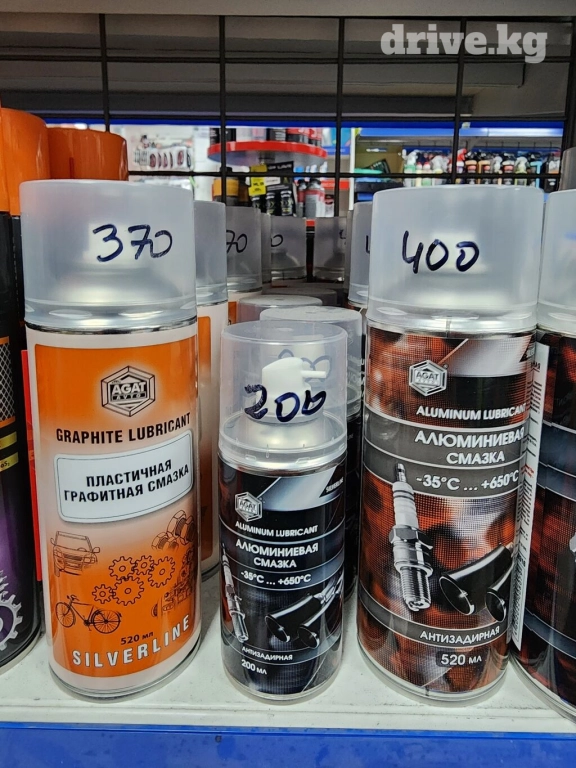 drive.kg
370
AGAT
GRAPHITE LUBRICANT
ПЛАСТИЧНАЯ
ГРАФИТНАЯ СМАЗКА
520 мл
SILVERLINE
70
200
AGAT
ALUMINUM LUBRICANT
АЛЮМИНИЕВАЯ
СМАЗКА
-35°C ... +650°C
АНТИЗАДИРНАЯ
200 МЛ
400
AGAT
ALUMINUM LUBRICANT
АЛЮМИНИЕВАЯ
СМАЗКА
-35°C ...+650°C
АНТИЗАДИРНАЯ
520 МЛ